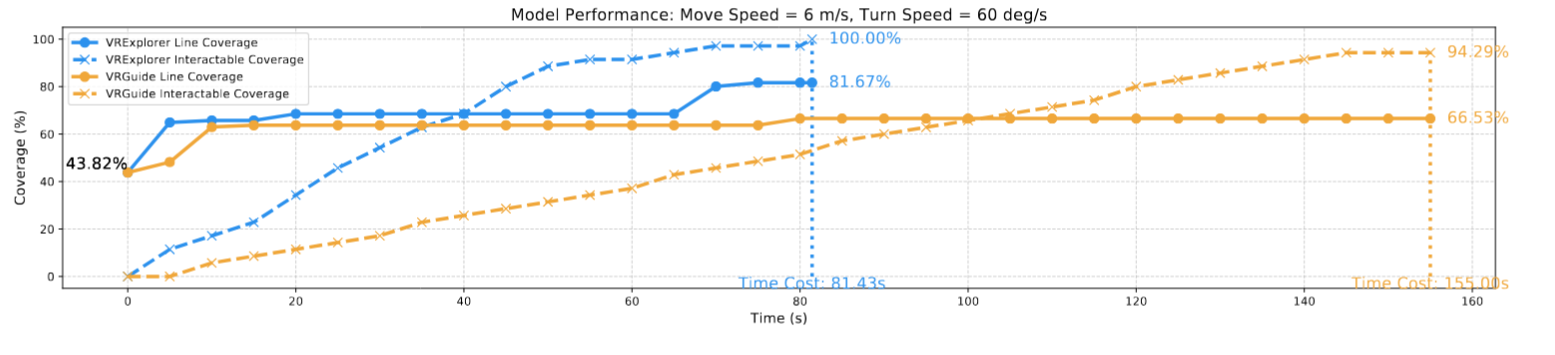 Model Performance: Move Speed = 6 m/s, Turn Speed = 60 deg/s
Coverage (%)
100
80
60
40
20
0
VRExplorer Line Coverage
VRExplorer Interactable Coverage
VRGuide Line Coverage
VRGuide Interactable Coverage
43.82%
100.00%
81.67%
94.29%
66.53%
Time Cost: 81.43s
Time Cost: 155.00s
0 20 40 60 80 100 120 140 160
Time (s)